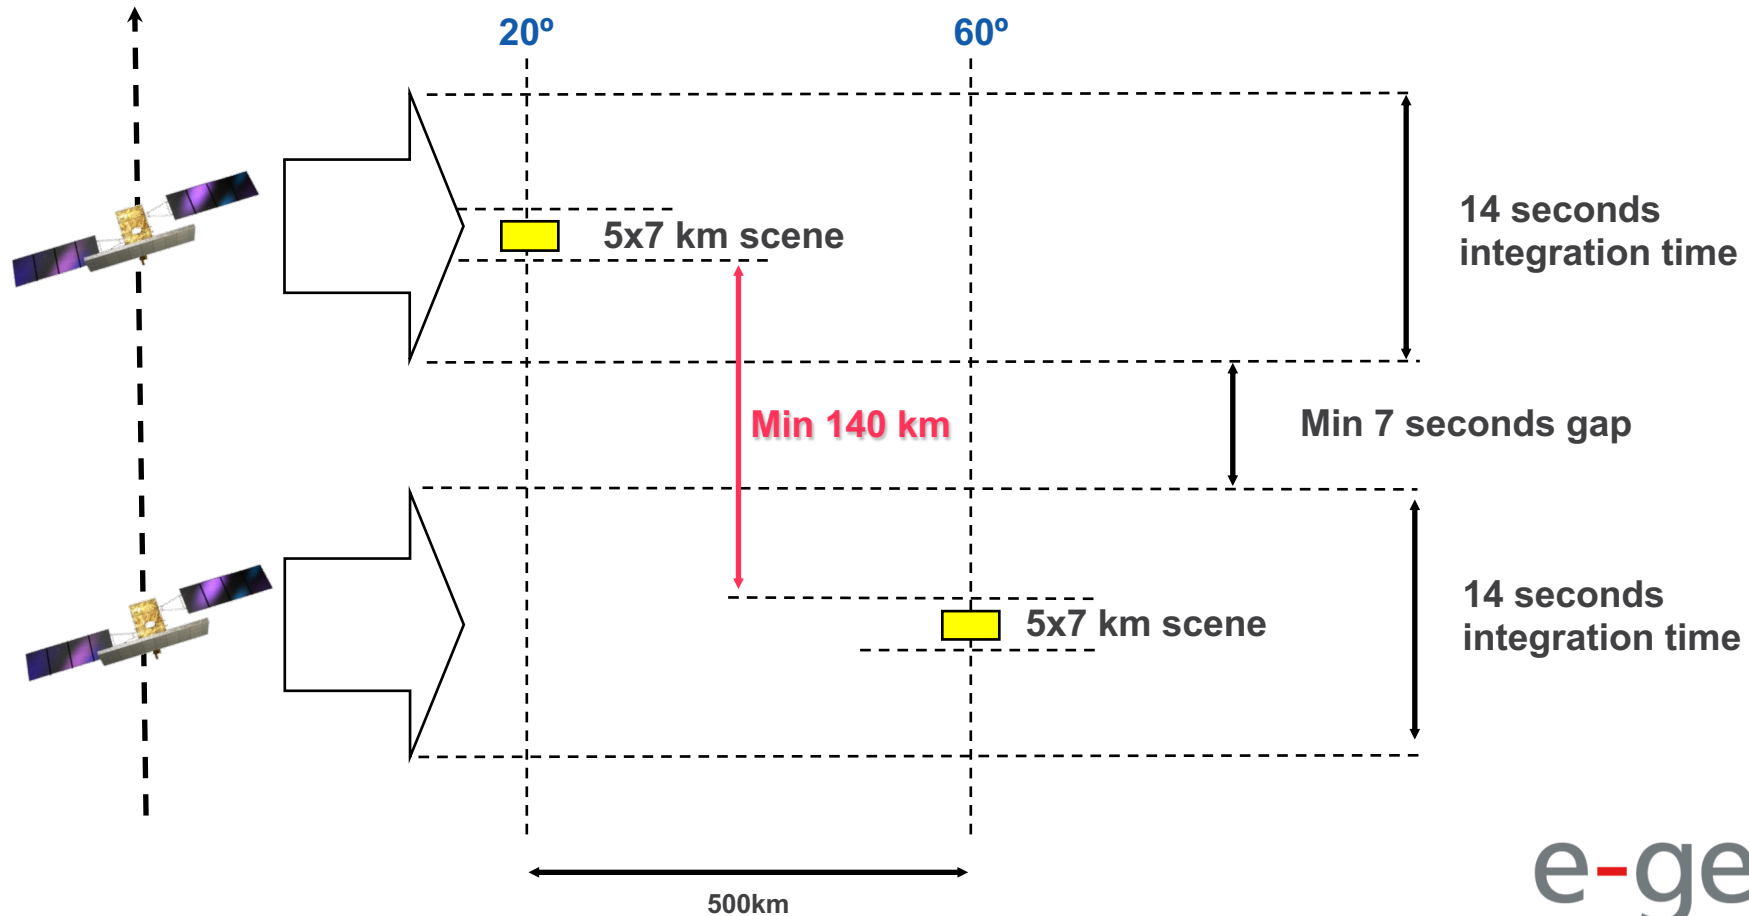 20º
60º
14 seconds
integration time
5x7 km scene
Min 140 km
Min 7 seconds gap
5x7 km scene
14 seconds
integration time
500km
e-ge